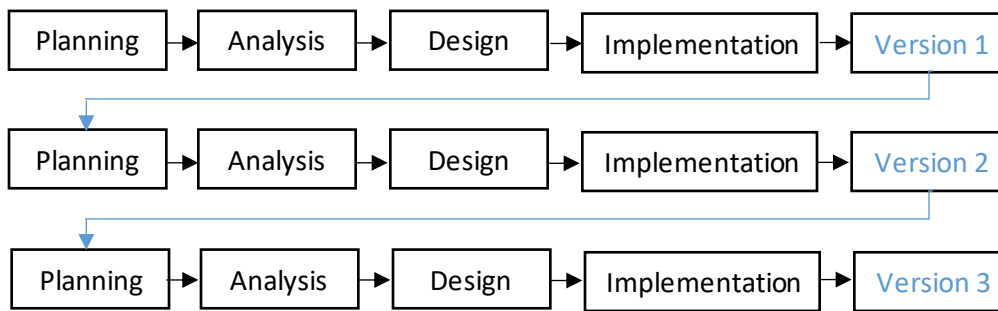 Planning Analysis Design Implementation Version 1
Planning Analysis Design Implementation Version 2
Planning Analysis Design Implementation Version 3